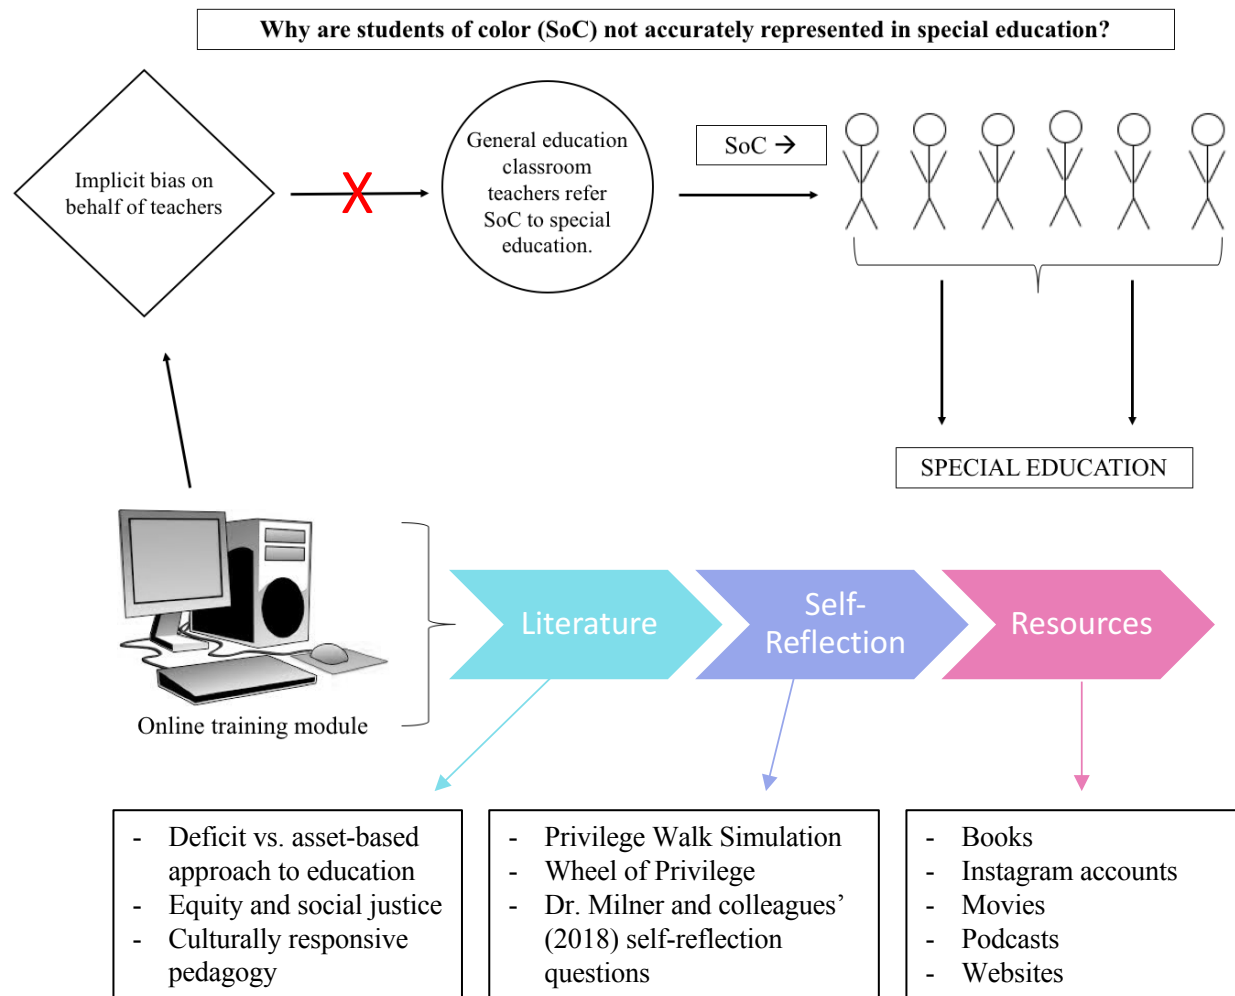 Why are students of color (SoC) not accurately represented in special education?
Implicit bias on
behalf of teachers
X
General education
classroom
teachers refer
SoC to special
education.
SoC →
SPECIAL EDUCATION
Online training module
Literature
Self-
Reflection
Resources
- Deficit vs. asset-based
approach to education
- Equity and social justice
- Culturally responsive
pedagogy
- Privilege Walk Simulation
- Wheel of Privilege
- Dr. Milner and colleagues’
(2018) self-reflection
questions
- Books
- Instagram accounts
- Movies
- Podcasts
- Websites